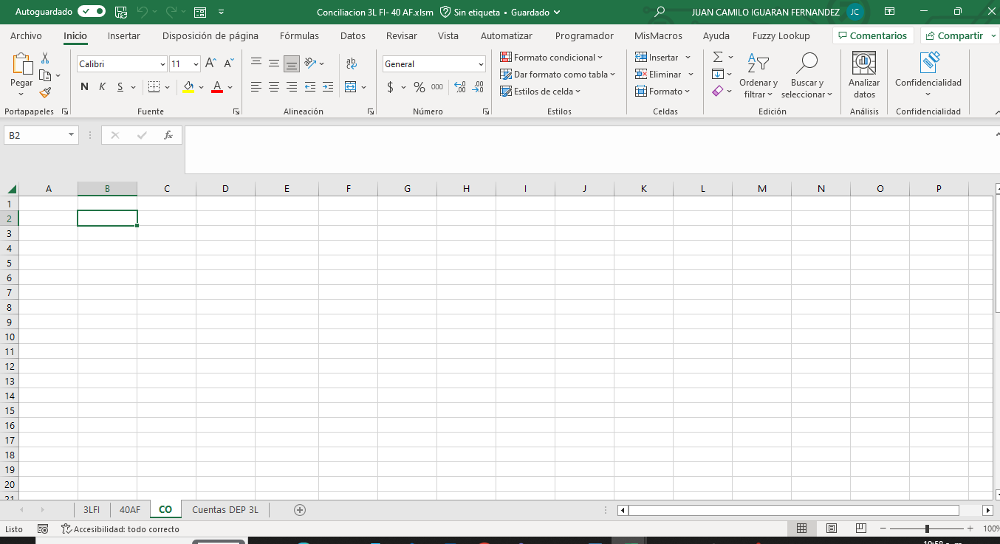 Autoguardado Conciliacion 3L FI- 40 AF.xlsm Sin etiqueta • Guardado JUAN CAMILO IGUARAN FERNANDEZ JC
Archivo Inicio Insertar Disposición de página Fórmulas Datos Revisar Vista Automatizar Programador MisMacros Ayuda Fuzzy Lookup Comentarios Compartir
Calibri 11 A A ab General Formato condicional Insertar
Pegar Dar formato como tabla Eliminar Ordenar y filtrar Buscar y seleccionar Analizar datos Confidencialidad
N K S A $ % 000 Estilos de celda Formato
Portapapeles Fuente Alineación Número Estilos Celdas Edición Análisis Confidencialidad
B2 fx
A B C D E F G H I J K L M N O P
1
2
3
4
5
6
7
8
9
10
11
12
13
14
15
16
17
18
19
20
21
3LFI 40AF CO Cuentas DEP 3L
Listo Accesibilidad: todo correcto 100%